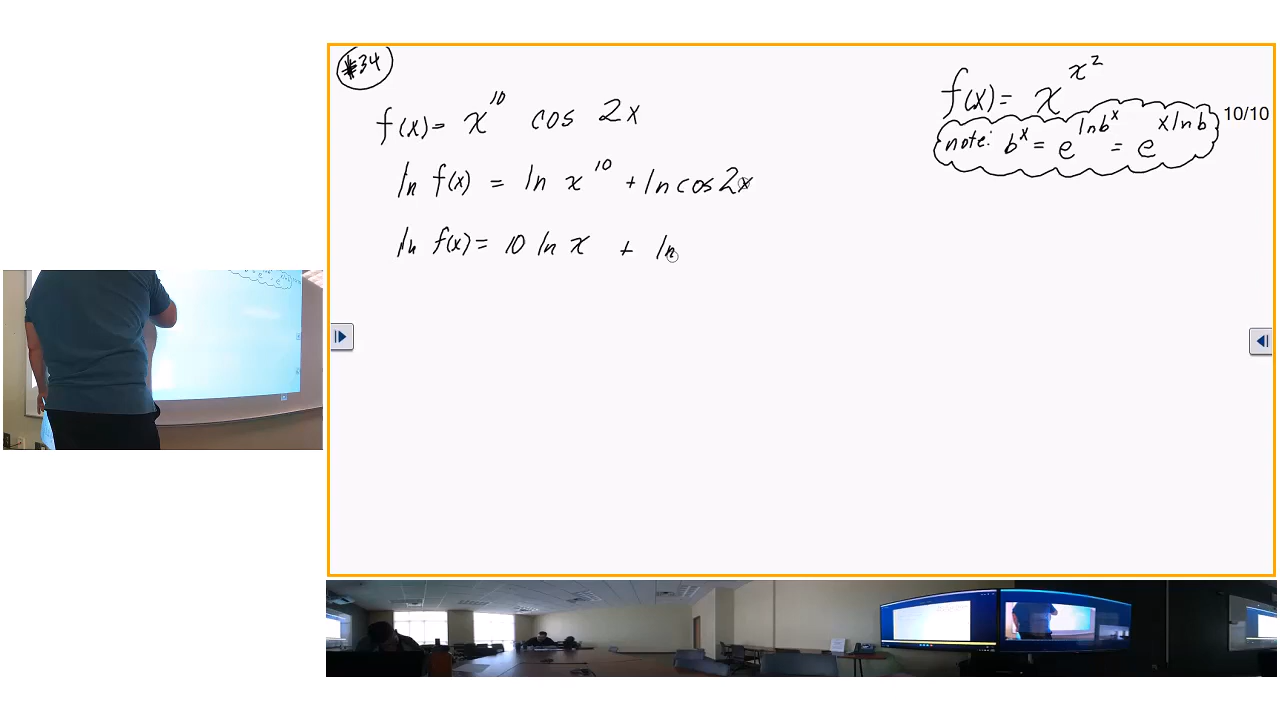 #34
f(x) = x^10 cos 2x
ln f(x) = ln x^10 + ln cos 2x
ln f(x) = 10 ln x + ln
f(x) = x^x^2
note: b^x = e^ln b^x = e^x ln b
10/10